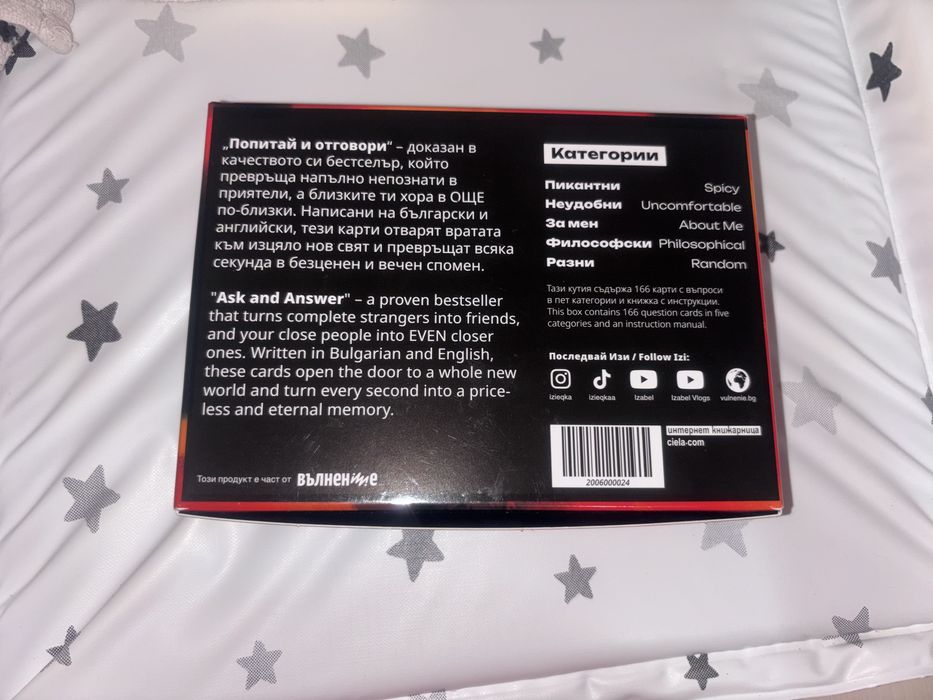 „Попитай и отговори“ – доказан в
качеството си бестселър, който
превръща напълно непознати в
приятели, а близките ти хора в ОЩЕ
по-близки. Написани на български и
английски, тези карти отварят вратата
към изцяло нов свят и превръщат всяка
секунда в безценен и вечен спомен.
"Ask and Answer" – a proven bestseller
that turns complete strangers into friends,
and your close people into EVEN closer
ones. Written in Bulgarian and English,
these cards open the door to a whole new
world and turn every second into a price-
less and eternal memory.
Този продукт е част от ВЪЛНЕНИЕ
Категории
Пикантни Spicy
Неудобни Uncomfortable
За мен About Me
Философски Philosophical
Разни Random
Тази кутия съдържа 166 карти с въпроси
в пет категории и книжка с инструкции.
This box contains 166 question cards in five
categories and an instruction manual.
Последвай Изи / Follow Izi:
izieqka izieqkaa Izabel Izabel Vlogs vulnenie.bg
2006000024
интернет книжарница
ciela.com